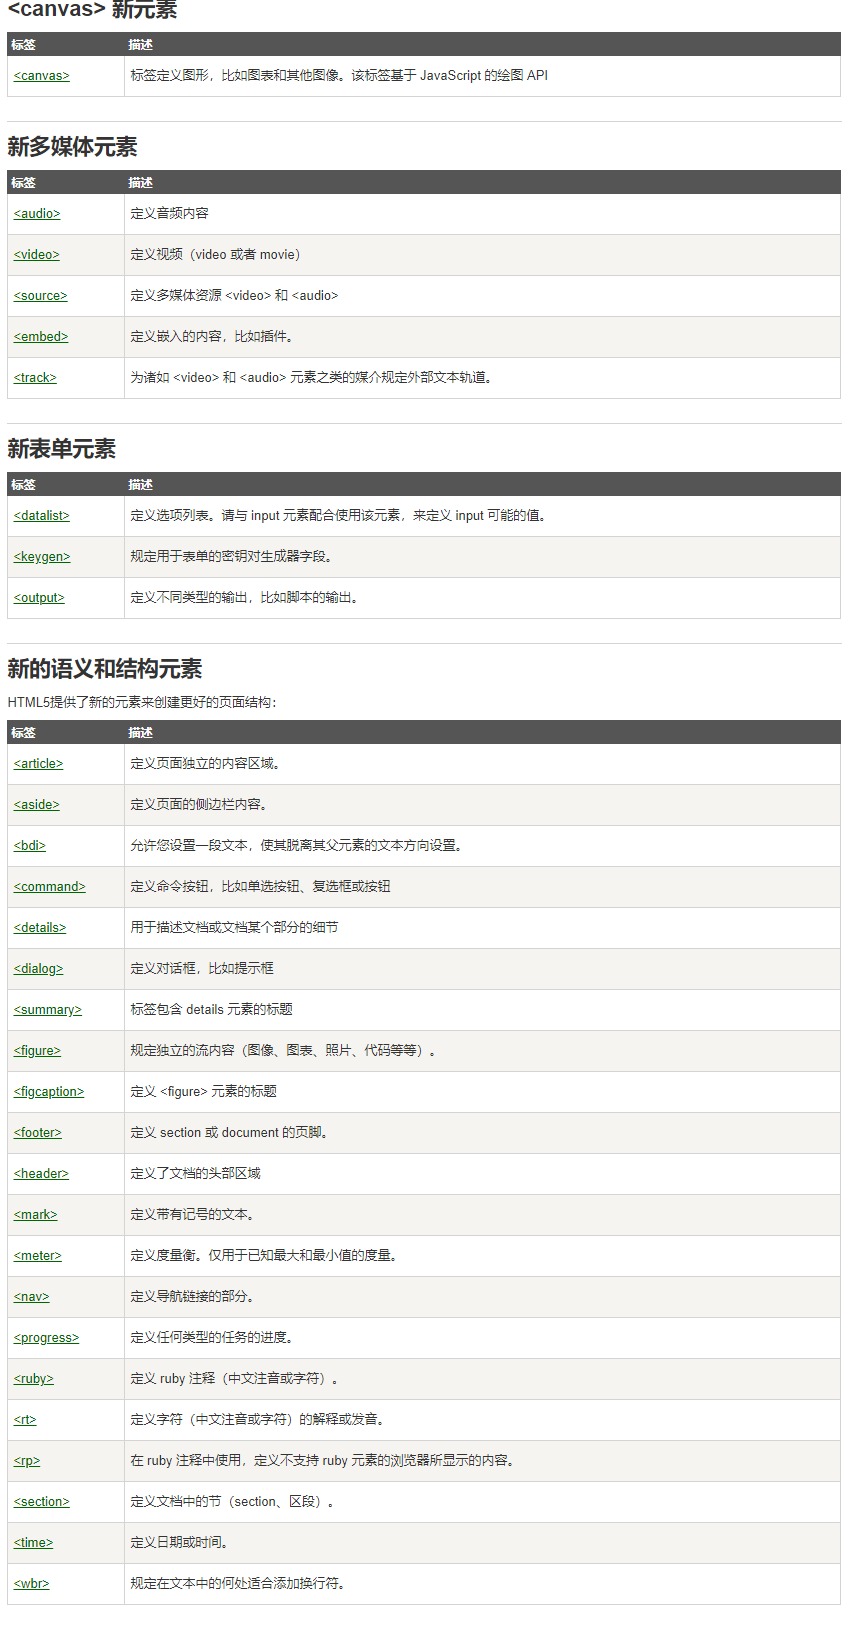 <canvas> 新元素
标签 描述
<canvas> 标签定义图形，比如图表和其他图像。该标签基于 JavaScript 的绘图 API
新多媒体元素
标签 描述
<audio> 定义音频内容
<video> 定义视频（video 或者 movie）
<source> 定义多媒体资源 <video> 和 <audio>
<embed> 定义嵌入的内容，比如插件。
<track> 为诸如 <video> 和 <audio> 元素之类的媒介规定外部文本轨道。
新表单元素
标签 描述
<datalist> 定义选项列表。请与 input 元素配合使用该元素，来定义 input 可能的值。
<keygen> 规定用于表单的密钥对生成器字段。
<output> 定义不同类型的输出，比如脚本的输出。
新的语义和结构元素
HTML5提供了新的元素来创建更好的页面结构：
标签 描述
<article> 定义页面独立的内容区域。
<aside> 定义页面的侧边栏内容。
<bdi> 允许您设置一段文本，使其脱离其父元素的文本方向设置。
<command> 定义命令按钮，比如单选按钮、复选框或按钮
<details> 用于描述文档或文档某个部分的细节
<dialog> 定义对话框，比如提示框
<summary> 标签包含 details 元素的标题
<figure> 规定独立的流内容（图像、图表、照片、代码等等）。
<figcaption> 定义 <figure> 元素的标题
<footer> 定义 section 或 document 的页脚。
<header> 定义了文档的头部区域
<mark> 定义带有记号的文本。
<meter> 定义度量衡。仅用于已知最大和最小值的度量。
<nav> 定义导航链接的部分。
<progress> 定义任何类型的任务的进度。
<ruby> 定义 ruby 注释（中文注音或字符）。
<rt> 定义字符（中文注音或字符）的解释或发音。
<rp> 在 ruby 注释中使用，定义不支持 ruby 元素的浏览器所显示的内容。
<section> 定义文档中的节（section、区段）。
<time> 定义日期或时间。
<wbr> 规定在文本中的何处适合添加换行符。